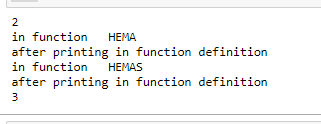 2
in function   HEMA
after printing in function definition
in function   HEMAS
after printing in function definition
3